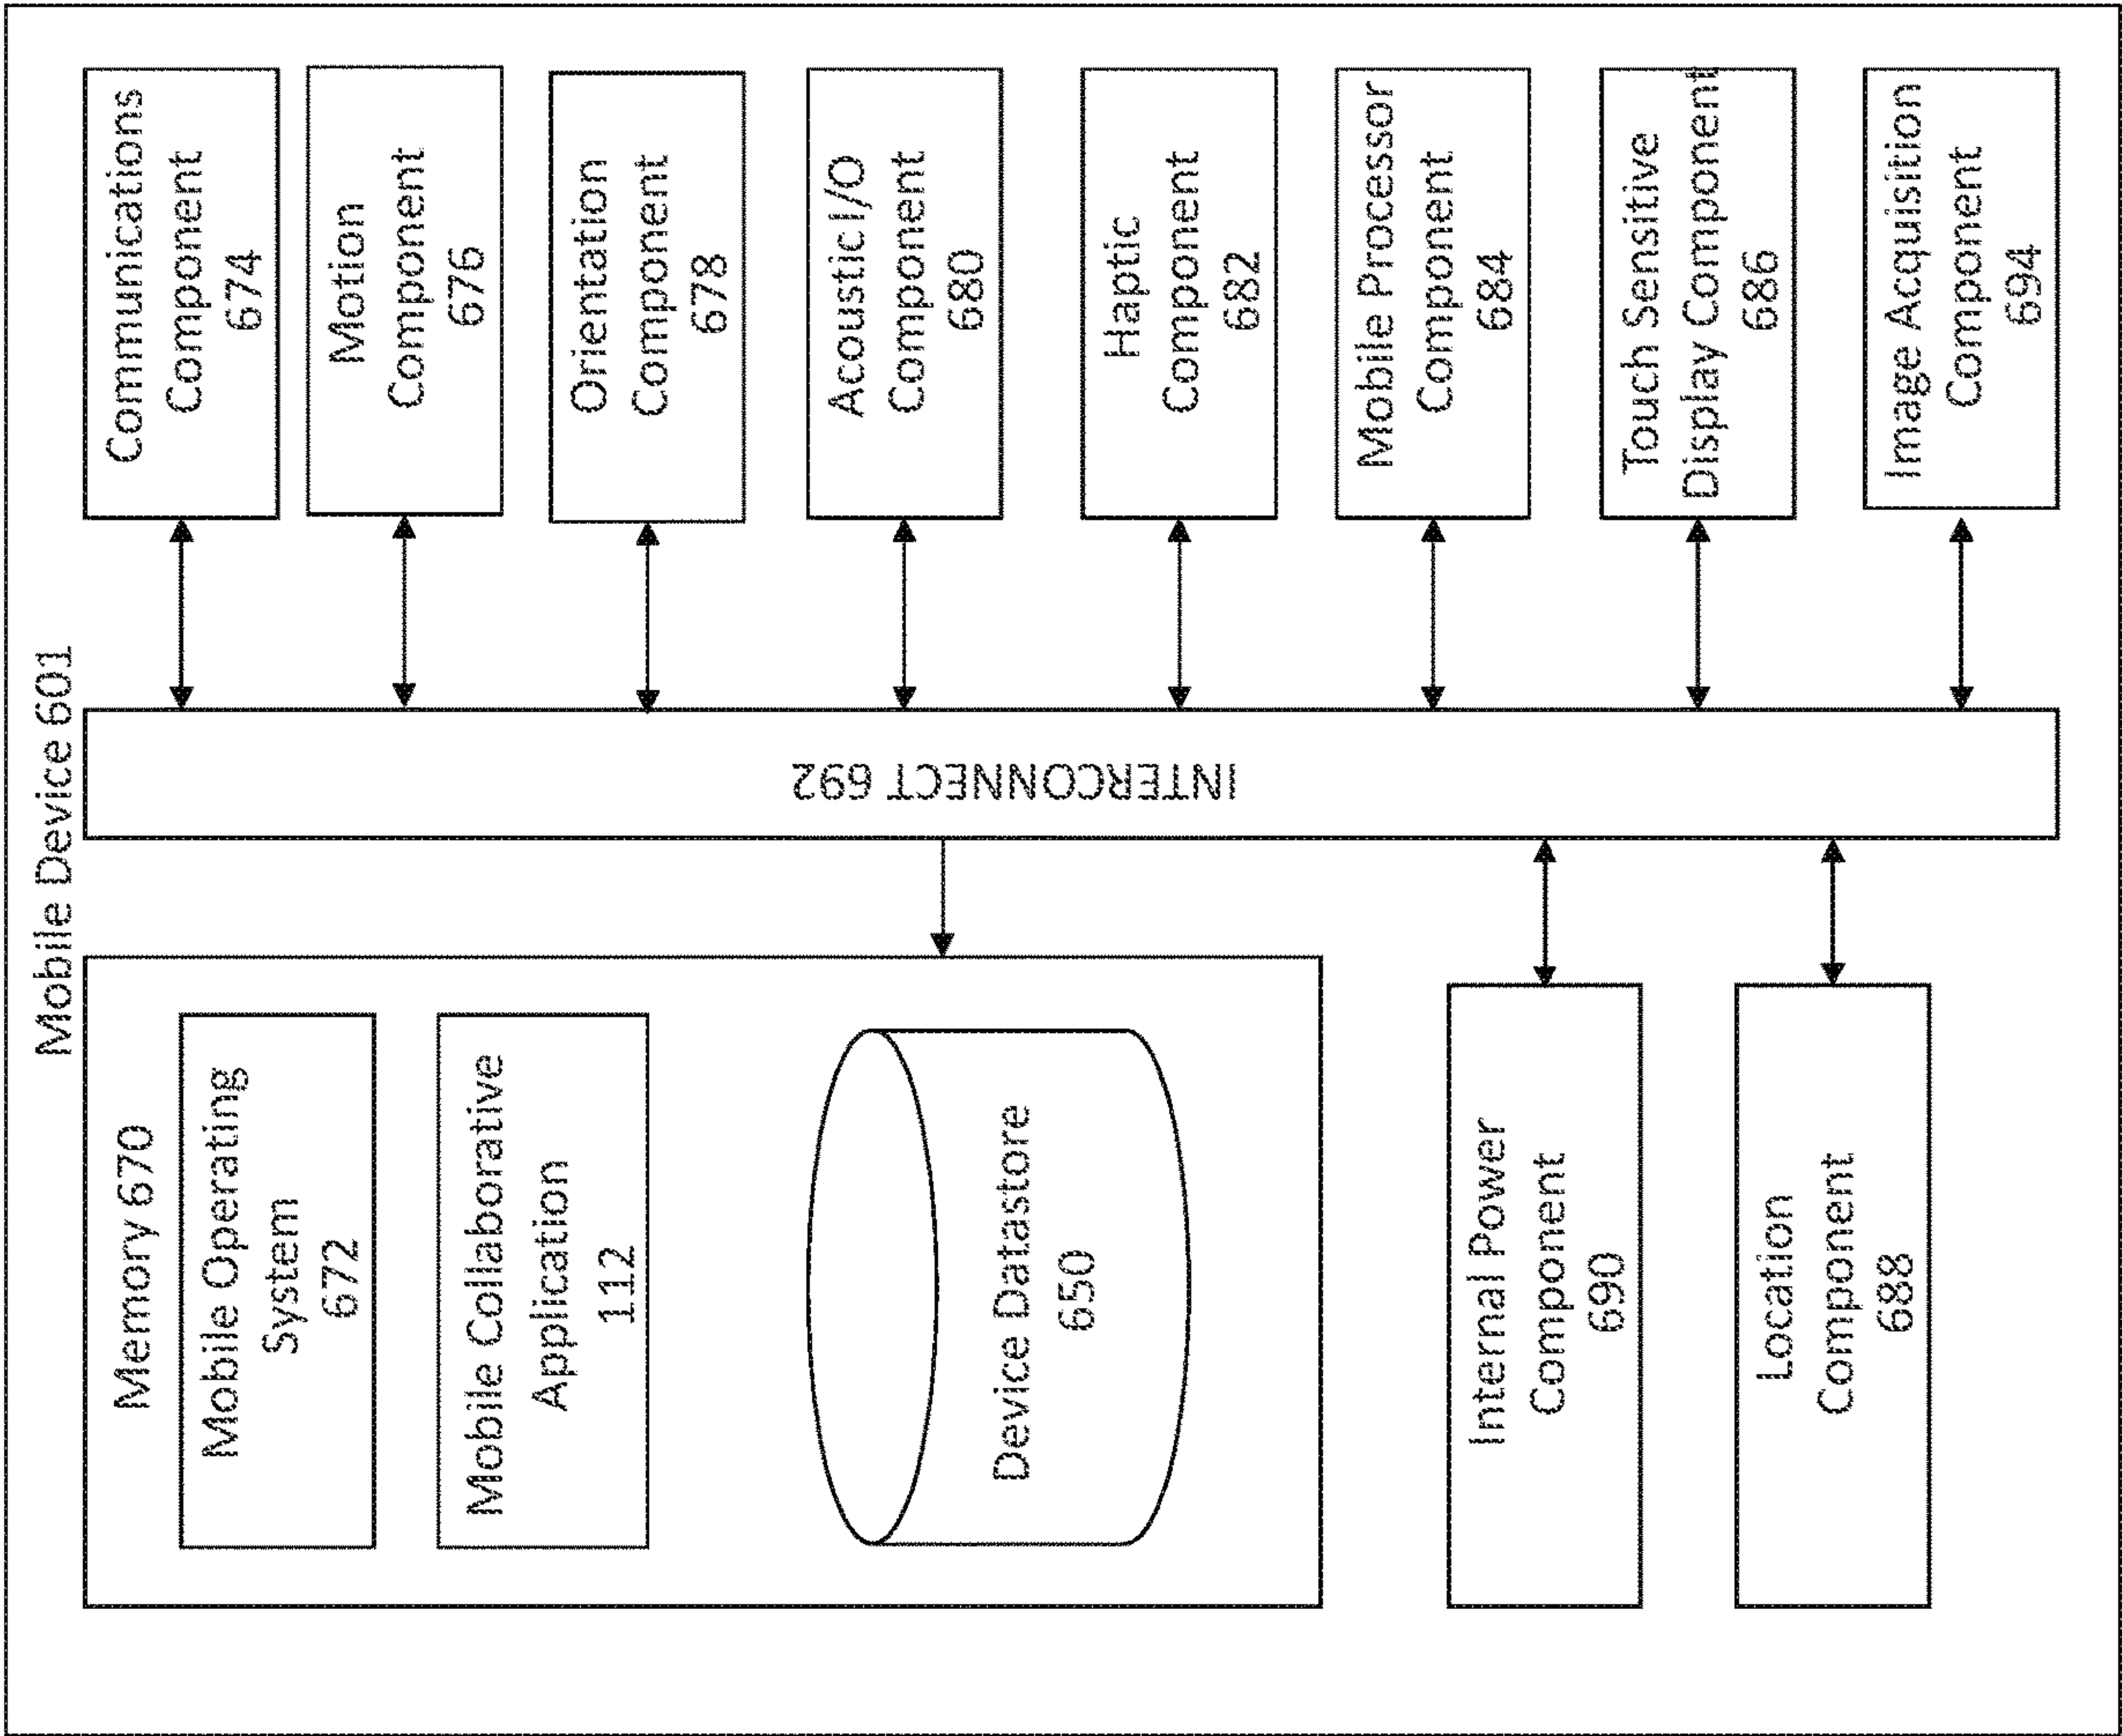 Mobile Device 601
Memory 670
Mobile Operating
System
672
Mobile Collaborative
Application
112
Device Datastore
650
Internal Power
Component
690
Location
Component
688
INTERCONNECT 692
Communications
Component
674
Motion
Component
676
Orientation
Component
678
Acoustic I/O
Component
680
Haptic
Component
682
Mobile Processor
Component
684
Touch Sensitive
Display Component
686
Image Acquisition
Component
694